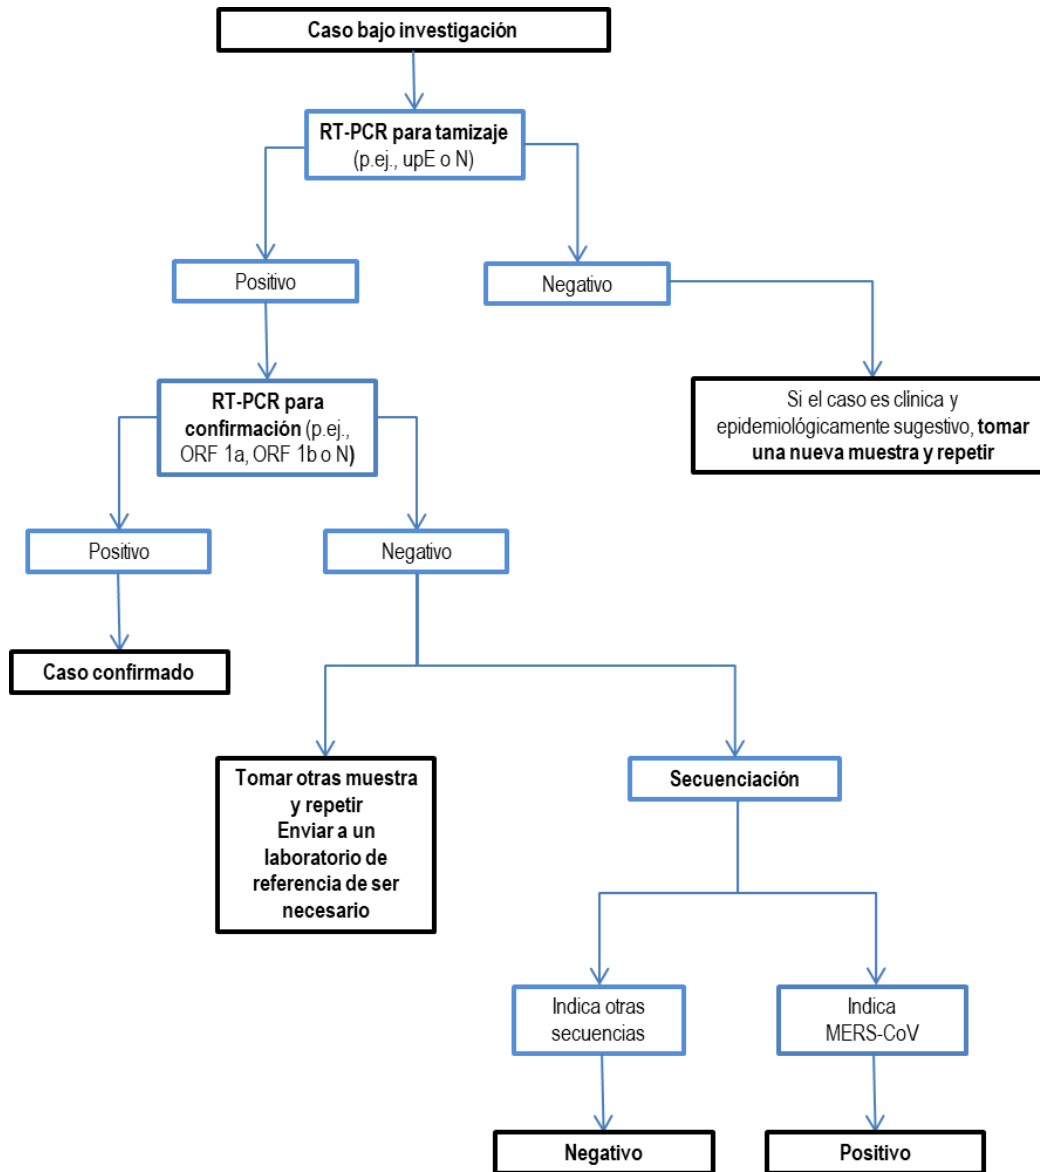 Caso bajo investigación
RT-PCR para tamizaje
(p.ej., upE o N)
Positivo
Negativo
RT-PCR para
confirmación (p.ej.,
ORF 1a, ORF 1b o N)
Si el caso es clínica y
epidemiológicamente sugestivo, tomar
una nueva muestra y repetir
Positivo
Negativo
Caso confirmado
Tomar otras muestra
y repetir
Enviar a un
laboratorio de
referencia de ser
necesario
Secuenciación
Indica otras
secuencias
Indica
MERS-CoV
Negativo
Positivo